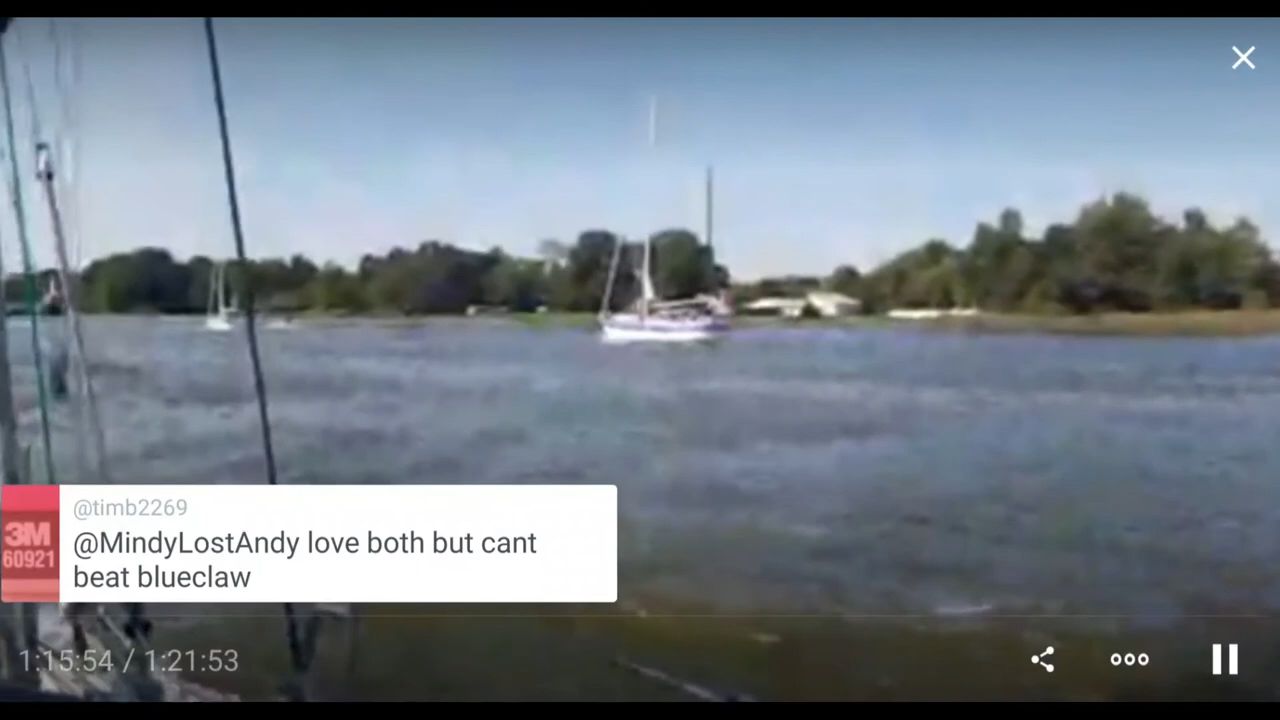 @timb2269
@MindyLostAndy love both but cant
beat blueclaw
3M
60921
1:15:54 / 1:21:53